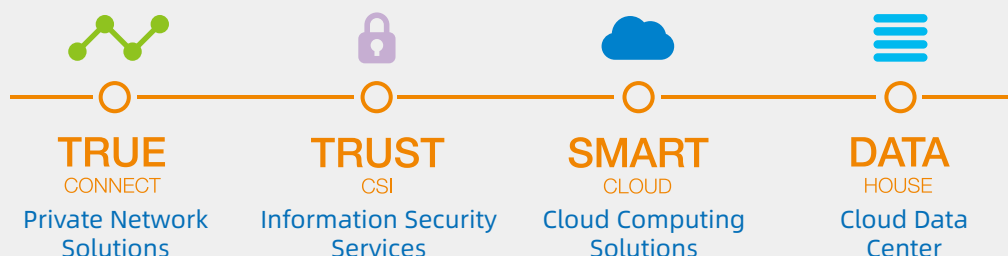 TRUE
CONNECT
Private Network
Solutions
TRUST
CSI
Information Security
Services
SMART
CLOUD
Cloud Computing
Solutions
DATA
HOUSE
Cloud Data
Center